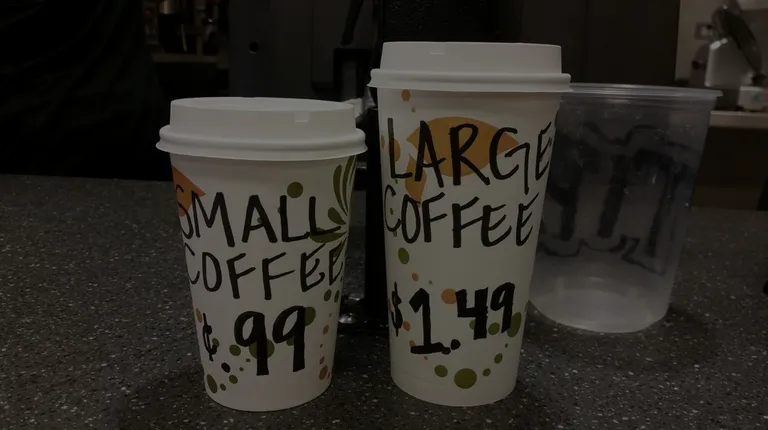 SMALL
COFFEE
¢99
LARGE
COFFEE
$1.49